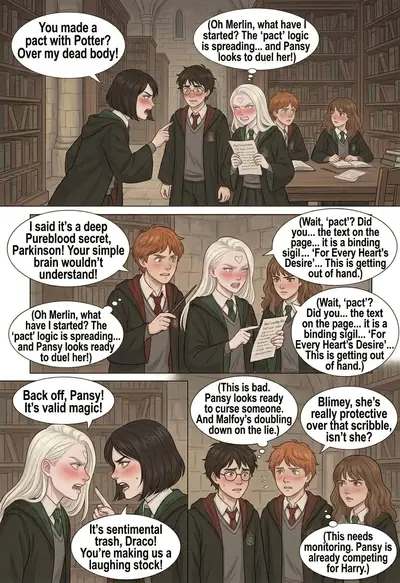 You made a
pact with Potter?
Over my dead body!
(Oh Merlin, what have I
started? The ‘pact’ logic
is spreading... and Pansy
looks to duel her!)
I said it’s a deep
Pureblood secret,
Parkinson! Your simple
brain wouldn’t
understand!
(Oh Merlin, what
have I started? The
‘pact’ logic is spreading...
and Pansy looks ready
to duel her!)
(Wait, ‘pact’? Did
you... the text on the
page... it is a binding
sigil... ‘For Every Heart’s
Desire’... This is getting
out of hand.)
(Wait, ‘pact’?
Did you... the text on
the page... it is a
binding sigil... ‘For
Every Heart’s Desire’...
This is getting out
of hand.)
Back off, Pansy!
It’s valid magic!
It’s sentimental
trash, Draco!
You’re making us a
laughing stock!
(This is bad.
Pansy looks ready
to curse someone.
And Malfoy’s doubling
down on the lie.)
Blimey, she’s
really protective
over that scribble,
isn’t she?
(This needs
monitoring. Pansy is
already competing
for Harry.)